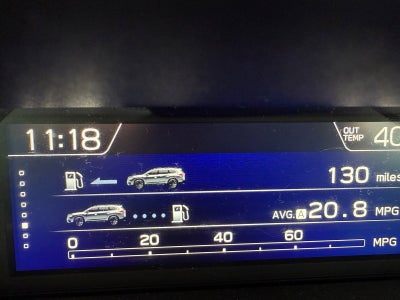 11:18 OUT TEMP 40
130 miles
AVG. A 20.8 MPG
0 20 40 60 MPG